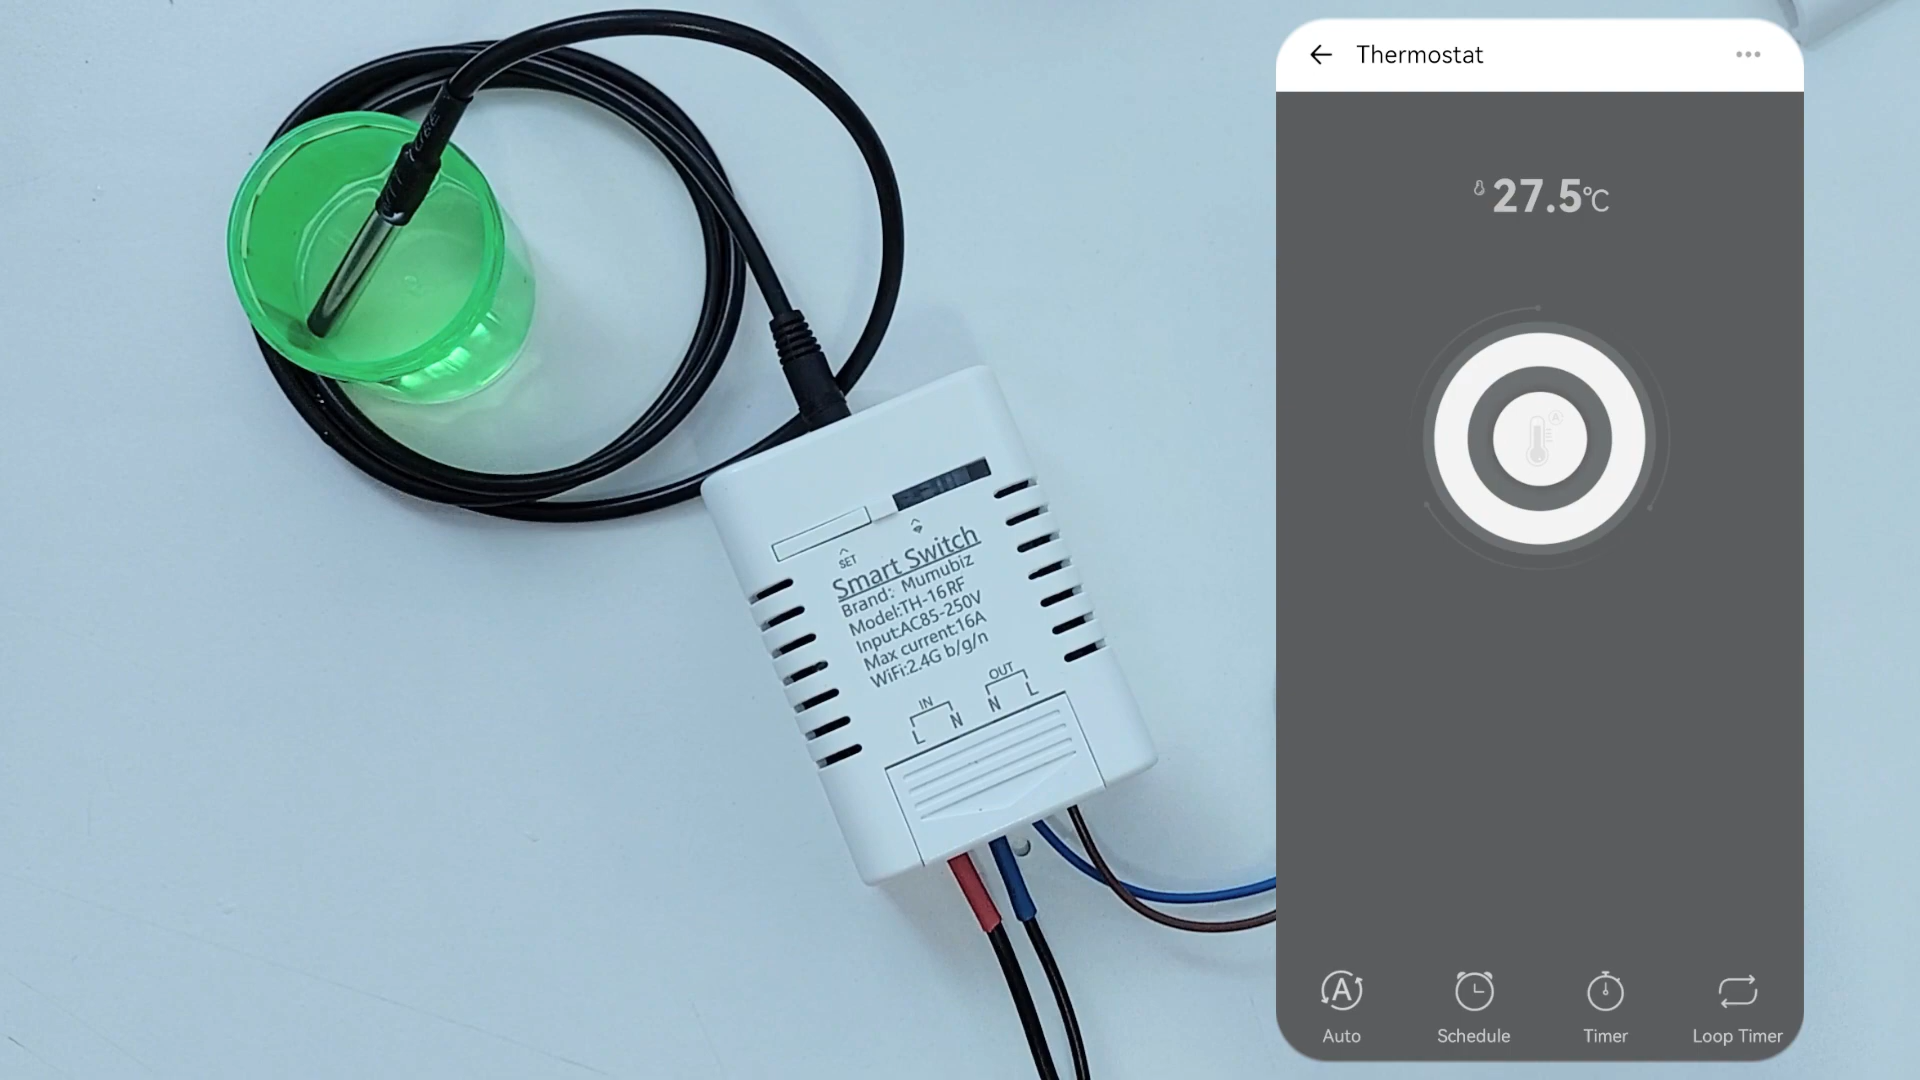 SET
Smart Switch
Brand: Mumubiz
Model:TH-16RF
Input:AC85-250V
Max current:16A
WiFi:2.4G b/g/n
IN
OUT
L
N
N
L
Thermostat
27.5°C
A
A
Auto
Schedule
Timer
Loop Timer